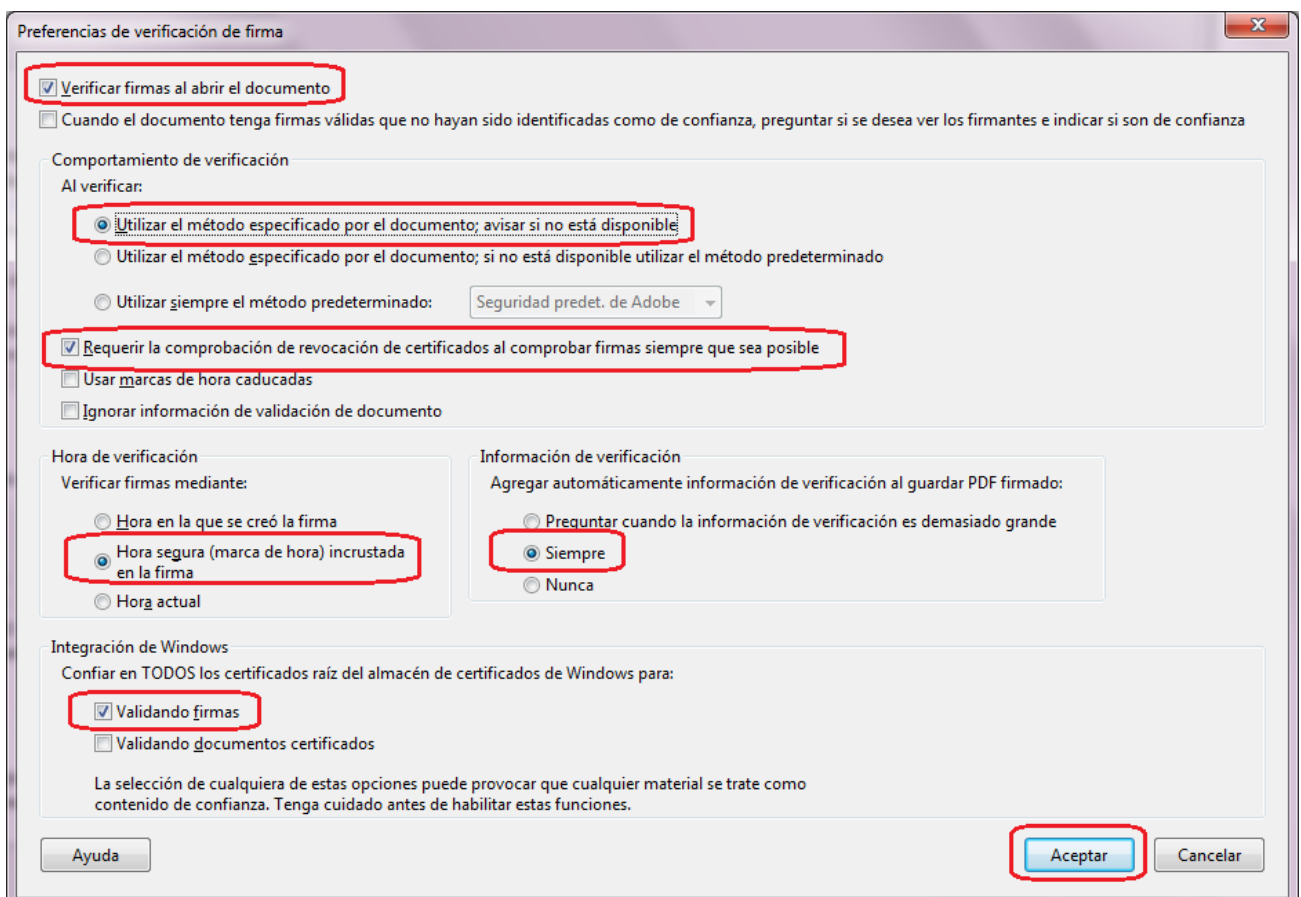 Preferencias de verificación de firma
Verificar firmas al abrir el documento
Cuando el documento tenga firmas válidas que no hayan sido identificadas como de confianza, preguntar si se desea ver los firmantes e indicar si son de confianza
Comportamiento de verificación
Al verificar:
Utilizar el método especificado por el documento; avisar si no está disponible
Utilizar el método especificado por el documento; si no está disponible utilizar el método predeterminado
Utilizar siempre el método predeterminado: Seguridad predet. de Adobe
Requerir la comprobación de revocación de certificados al comprobar firmas siempre que sea posible
Usar marcas de hora caducadas
Ignorar información de validación de documento
Hora de verificación
Verificar firmas mediante:
Hora en la que se creó la firma
Hora segura (marca de hora) incrustada
en la firma
Hora actual
Información de verificación
Agregar automáticamente información de verificación al guardar PDF firmado:
Preguntar cuando la información de verificación es demasiado grande
Siempre
Nunca
Integración de Windows
Confiar en TODOS los certificados raíz del almacén de certificados de Windows para:
Validando firmas
Validando documentos certificados
La selección de cualquiera de estas opciones puede provocar que cualquier material se trate como
contenido de confianza. Tenga cuidado antes de habilitar estas funciones.
Ayuda Aceptar Cancelar